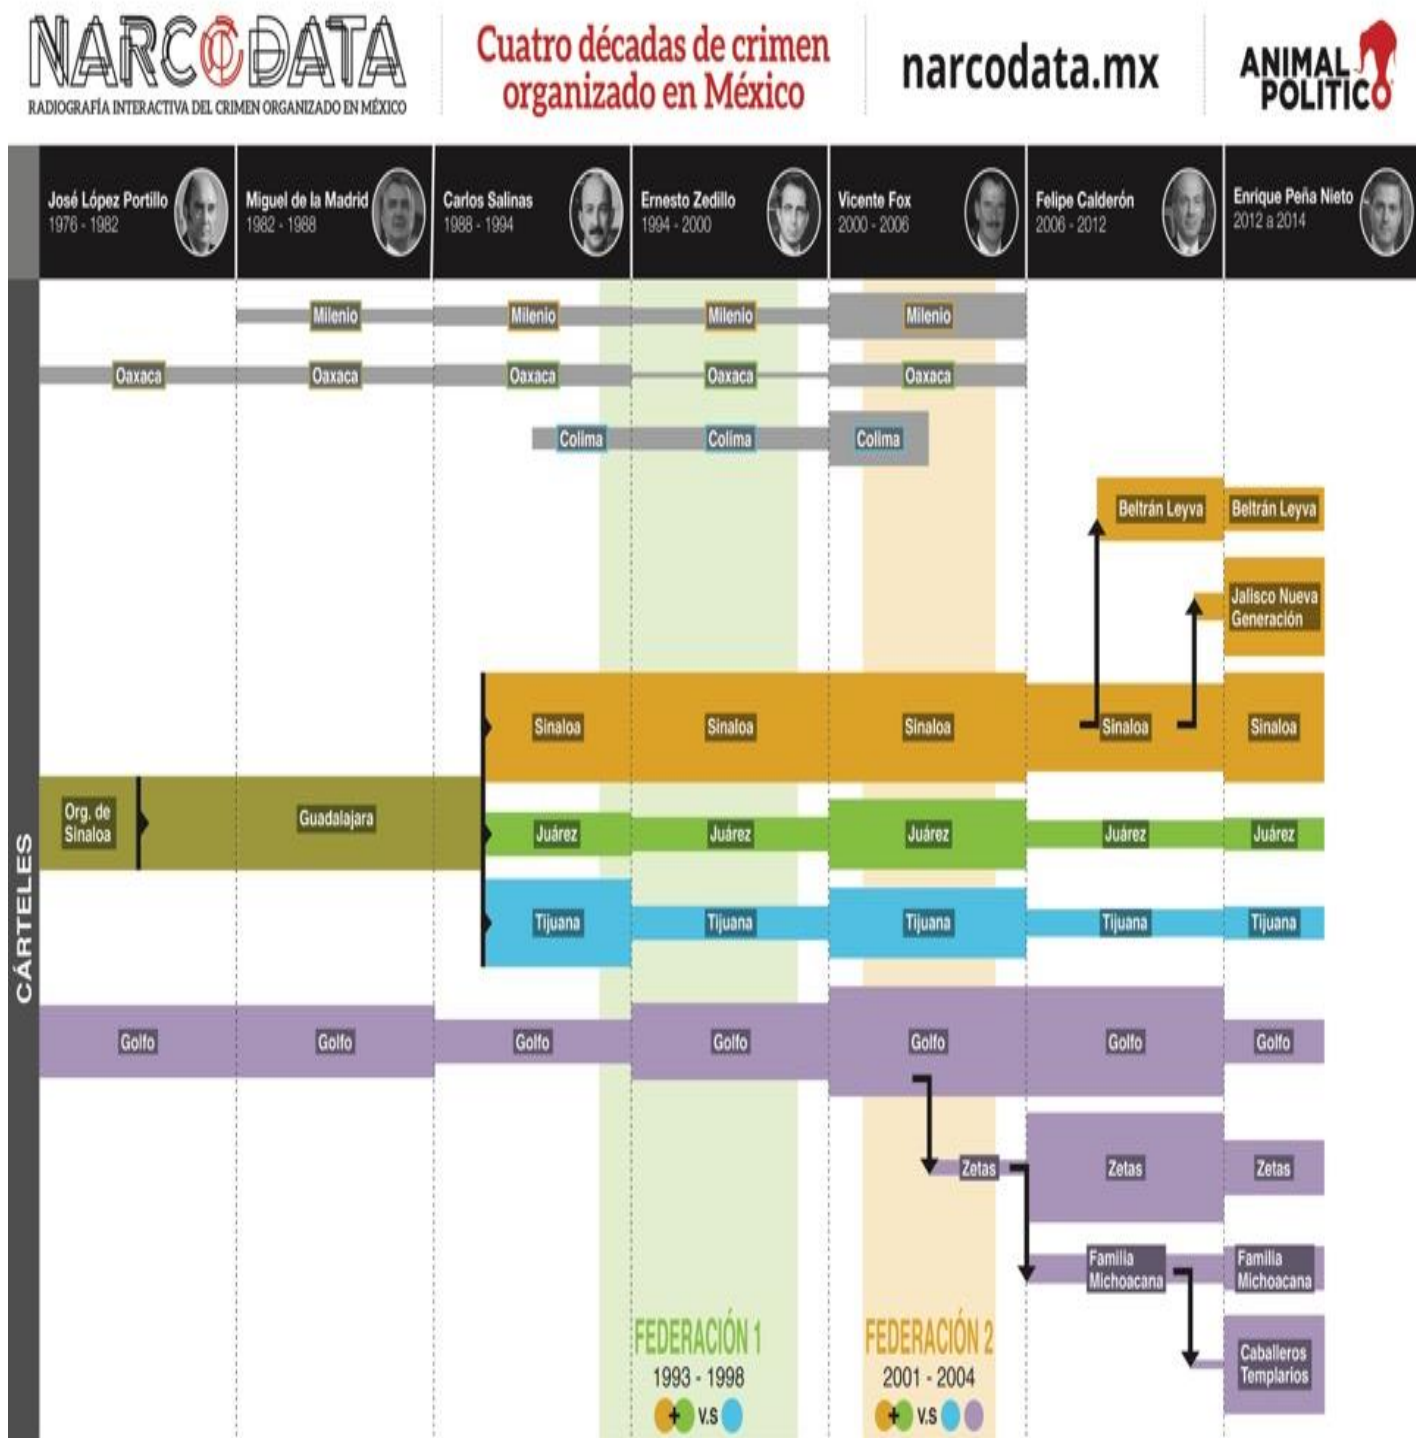 NARCODATA
RADIOGRAFÍA INTERACTIVA DEL CRIMEN ORGANIZADO EN MÉXICO
Cuatro décadas de crimen
organizado en México
narcodata.mx
ANIMAL
POLITICO
José López Portillo
1976 - 1982
Miguel de la Madrid
1982 - 1988
Carlos Salinas
1988 - 1994
Ernesto Zedillo
1994 - 2000
Vicente Fox
2000 - 2006
Felipe Calderón
2006 - 2012
Enrique Peña Nieto
2012 a 2014
CÁRTELES
Milenio Milenio Milenio Milenio
Oaxaca Oaxaca Oaxaca Oaxaca Oaxaca
Colima Colima Colima
Beltrán Leyva Beltrán Leyva
Jalisco Nueva
Generación
Sinaloa Sinaloa Sinaloa Sinaloa Sinaloa
Org. de
Sinaloa
Guadalajara
Juárez Juárez Juárez Juárez Juárez
Tijuana Tijuana Tijuana Tijuana Tijuana
Golfo Golfo Golfo Golfo Golfo Golfo Golfo
Zetas Zetas Zetas
Familia
Michoacana
Familia
Michoacana
Caballeros
Templarios
FEDERACIÓN 1
1993 - 1998
+ V.S
FEDERACIÓN 2
2001 - 2004
+ V.S